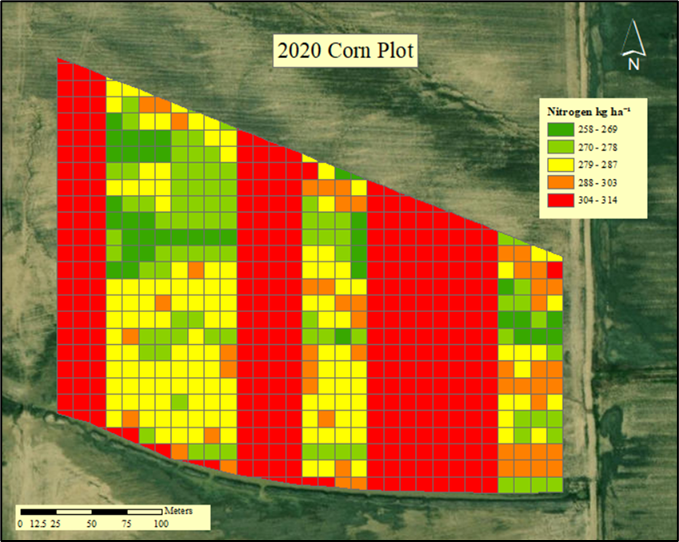 2020 Corn Plot
N
Nitrogen kg ha⁻¹
258 - 269
270 - 278
279 - 287
288 - 303
304 - 314
Meters
0 12.5 25 50 75 100